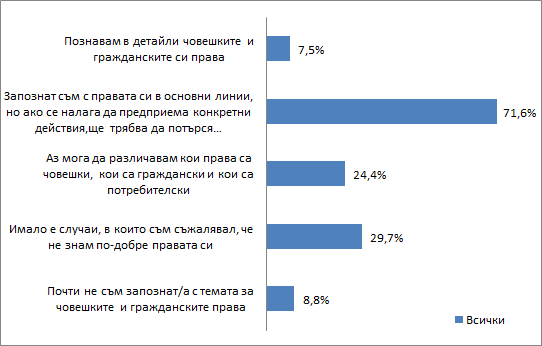 Познавам в детайли човешките и
гражданските си права
7,5%
Запознат съм с правата си в основни линии,
но ако се налага да предприема конкретни
действия,ще трябва да потърся...
71,6%
Аз мога да различавам кои права са
човешки, кои са граждански и кои са
потребителски
24,4%
Имало е случаи, в които съм съжалявал, че
не знам по-добре правата си
29,7%
Почти не съм запознат/а с темата за
човешките и гражданските права
8,8%
Всички